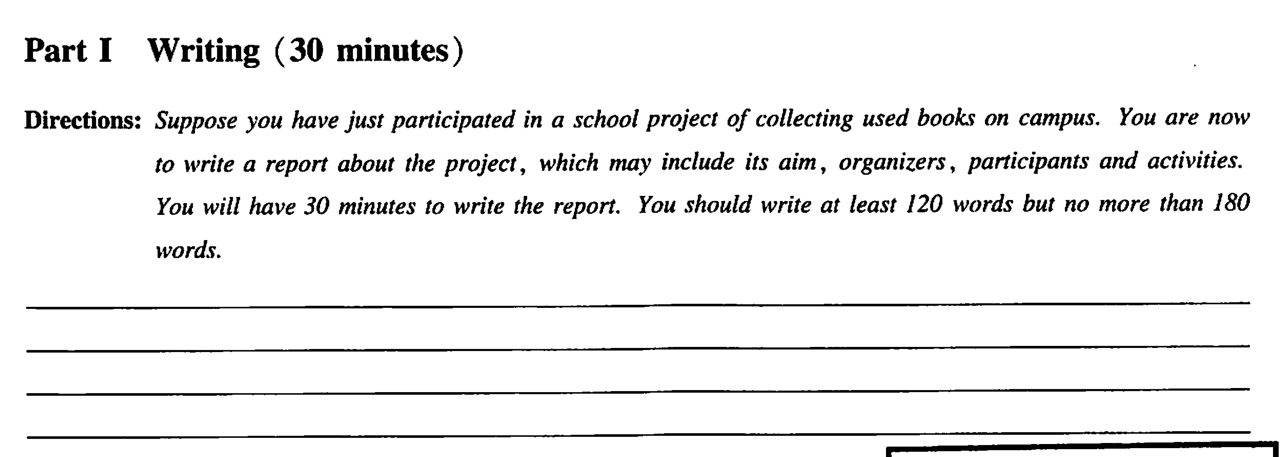 Part I Writing (30 minutes)
Directions: Suppose you have just participated in a school project of collecting used books on campus. You are now
to write a report about the project, which may include its aim, organizers, participants and activities.
You will have 30 minutes to write the report. You should write at least 120 words but no more than 180
words.